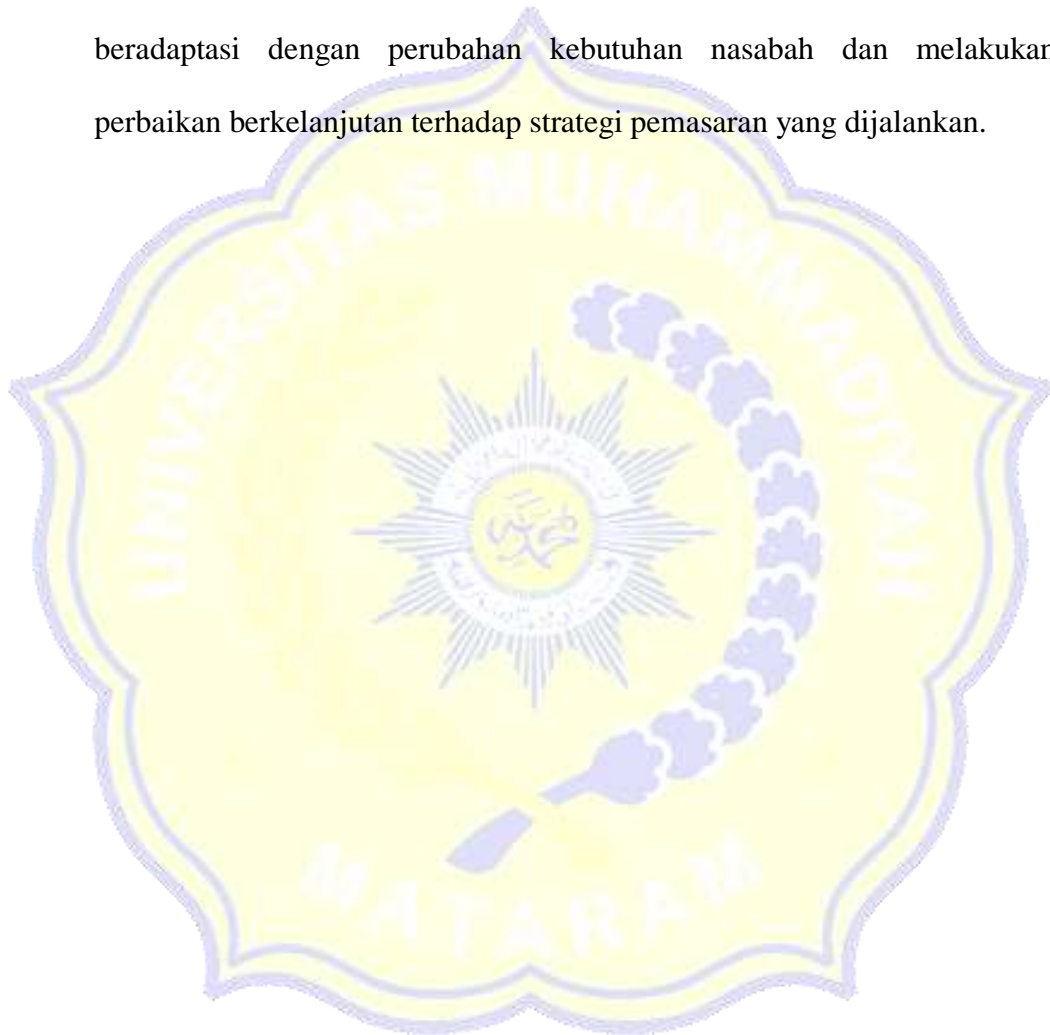 beradaptasi dengan perubahan kebutuhan nasabah dan melakukan
perbaikan berkelanjutan terhadap strategi pemasaran yang dijalankan.
UNIVERSITAS MUHAMMADIYAH
MATARAM